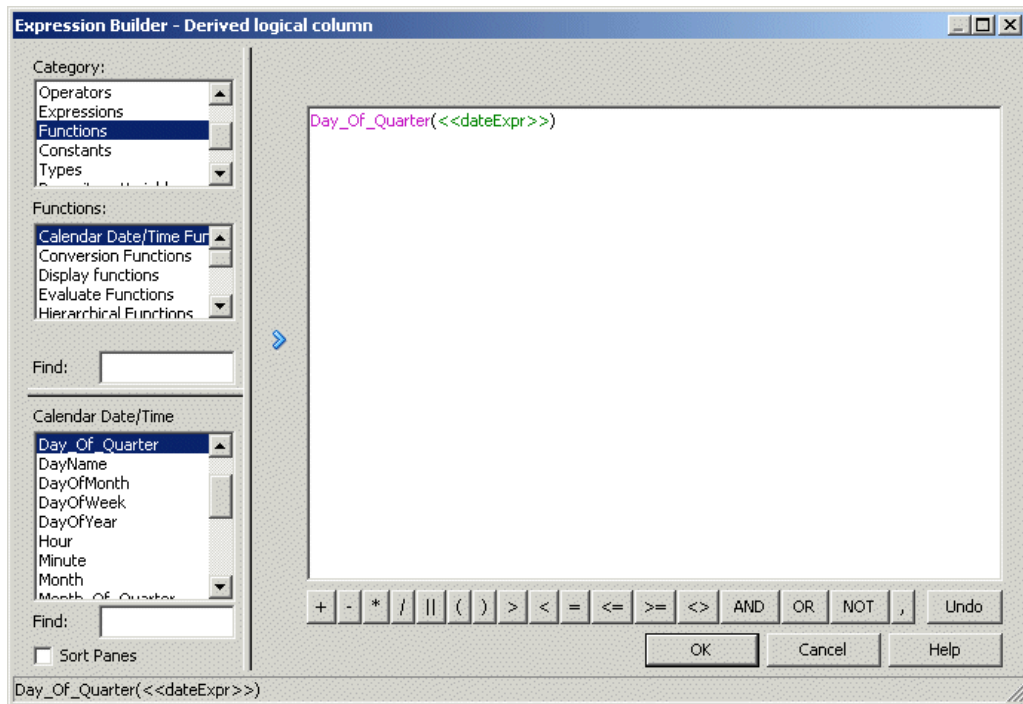 Expression Builder - Derived logical column
Category:
Operators
Expressions
Functions
Constants
Types
Functions:
Calendar Date/Time Fur
Conversion Functions
Display functions
Evaluate Functions
Hierarchical Functions
Find:
Calendar Date/Time
Day_Of_Quarter
DayName
DayOfMonth
DayOfWeek
DayOfYear
Hour
Minute
Month
Month_Of_Quarter
Find:
Sort Panes
Day_Of_Quarter(<<dateExpr>>)
+ - * / || ( ) > < = <= >= <> AND OR NOT , Undo
OK Cancel Help
Day_Of_Quarter(<<dateExpr>>)